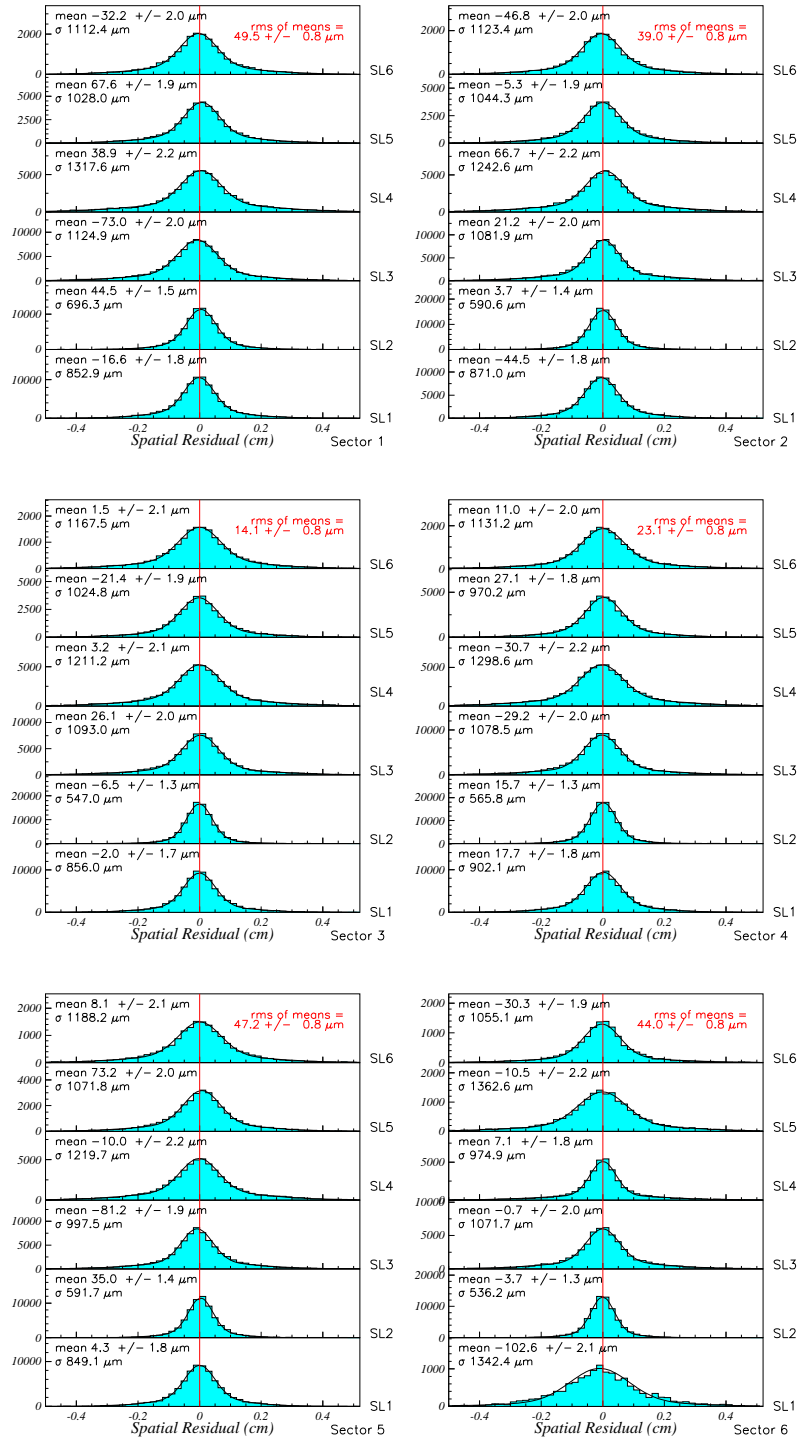 mean -32.2 +/- 2.0 μm
σ 1112.4 μm
rms of means =
49.5 +/- 0.8 μm
2000
1000
0
SL6
mean 67.6 +/- 1.9 μm
σ 1028.0 μm
5000
2500
0
SL5
mean 38.9 +/- 2.2 μm
σ 1317.6 μm
5000
0
SL4
mean -73.0 +/- 2.0 μm
σ 1124.9 μm
10000
5000
0
SL3
mean 44.5 +/- 1.5 μm
σ 696.3 μm
10000
0
SL2
mean -16.6 +/- 1.8 μm
σ 852.9 μm
10000
0
SL1
-0.4 -0.2 0 0.2 0.4
Spatial Residual (cm)
Sector 1
mean -46.8 +/- 2.0 μm
σ 1123.4 μm
rms of means =
39.0 +/- 0.8 μm
2000
1000
0
SL6
mean -5.3 +/- 1.9 μm
σ 1044.3 μm
5000
2500
0
SL5
mean 66.7 +/- 2.2 μm
σ 1242.6 μm
5000
0
SL4
mean 21.2 +/- 2.0 μm
σ 1081.9 μm
10000
5000
0
SL3
mean 3.7 +/- 1.4 μm
σ 590.6 μm
20000
10000
0
SL2
mean -44.5 +/- 1.8 μm
σ 871.0 μm
10000
5000
0
SL1
-0.4 -0.2 0 0.2 0.4
Spatial Residual (cm)
Sector 2
mean 1.5 +/- 2.1 μm
σ 1167.5 μm
rms of means =
14.1 +/- 0.8 μm
2000
1000
0
SL6
mean -21.4 +/- 1.9 μm
σ 1024.8 μm
5000
2500
0
SL5
mean 3.2 +/- 2.1 μm
σ 1211.2 μm
5000
0
SL4
mean 26.1 +/- 2.0 μm
σ 1093.0 μm
10000
5000
0
SL3
mean -6.5 +/- 1.3 μm
σ 547.0 μm
20000
10000
0
SL2
mean -2.0 +/- 1.7 μm
σ 856.0 μm
10000
0
SL1
-0.4 -0.2 0 0.2 0.4
Spatial Residual (cm)
Sector 3
mean 11.0 +/- 2.0 μm
σ 1131.2 μm
rms of means =
23.1 +/- 0.8 μm
2000
0
SL6
mean 27.1 +/- 1.8 μm
σ 970.2 μm
5000
2500
0
SL5
mean -30.7 +/- 2.2 μm
σ 1298.6 μm
5000
0
SL4
mean -29.2 +/- 2.0 μm
σ 1078.5 μm
10000
5000
0
SL3
mean 15.7 +/- 1.3 μm
σ 565.8 μm
20000
10000
0
SL2
mean 17.7 +/- 1.8 μm
σ 902.1 μm
10000
0
SL1
-0.4 -0.2 0 0.2 0.4
Spatial Residual (cm)
Sector 4
mean 8.1 +/- 2.1 μm
σ 1188.2 μm
rms of means =
47.2 +/- 0.8 μm
2000
1000
0
SL6
mean 73.2 +/- 2.0 μm
σ 1071.8 μm
4000
2000
0
SL5
mean -10.0 +/- 2.2 μm
σ 1219.7 μm
5000
0
SL4
mean -81.2 +/- 1.9 μm
σ 997.5 μm
10000
5000
0
SL3
mean 35.0 +/- 1.4 μm
σ 591.7 μm
10000
0
SL2
mean 4.3 +/- 1.8 μm
σ 849.1 μm
10000
0
SL1
-0.4 -0.2 0 0.2 0.4
Spatial Residual (cm)
Sector 5
mean -30.3 +/- 1.9 μm
σ 1055.1 μm
rms of means =
44.0 +/- 0.8 μm
2000
1000
0
SL6
mean -10.5 +/- 2.2 μm
σ 1362.6 μm
2000
1000
0
SL5
mean 7.1 +/- 1.8 μm
σ 974.9 μm
5000
0
SL4
mean -0.7 +/- 2.0 μm
σ 1071.7 μm
10000
5000
0
SL3
mean -3.7 +/- 1.3 μm
σ 536.2 μm
20000
10000
0
SL2
mean -102.6 +/- 2.1 μm
σ 1342.4 μm
1000
0
SL1
-0.4 -0.2 0 0.2 0.4
Spatial Residual (cm)
Sector 6